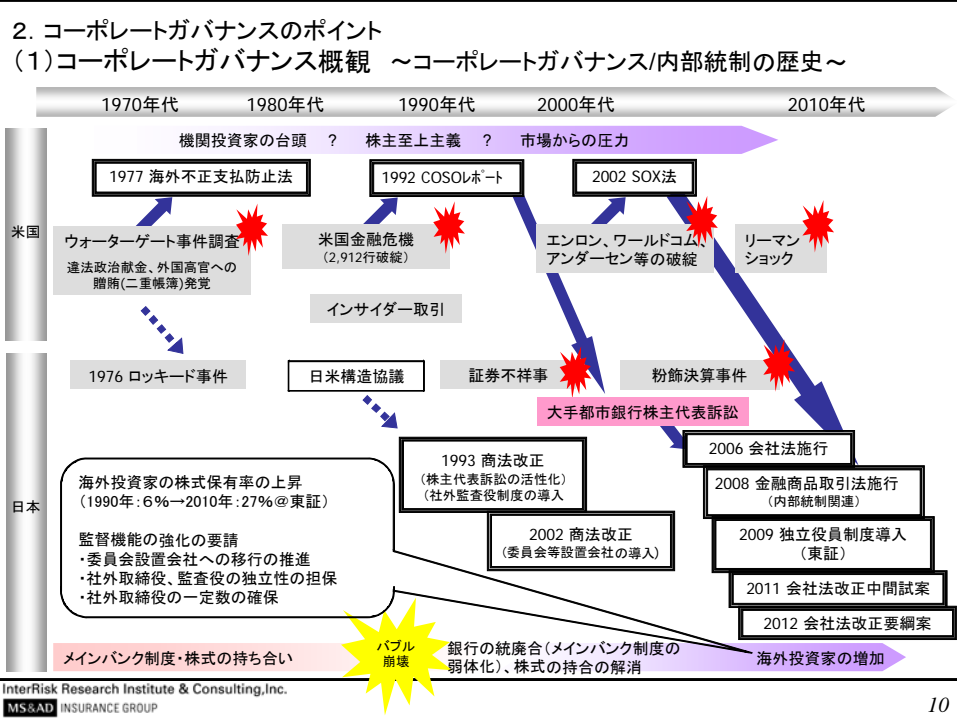 ２．コーポレートガバナンスのポイント
（１）コーポレートガバナンス概観　～コーポレートガバナンス/内部統制の歴史～
1970年代
1980年代
1990年代
2000年代
2010年代
米国
機関投資家の台頭　?　株主至上主義　?　市場からの圧力
1977 海外不正支払防止法
1992 COSOﾚﾎﾟｰﾄ
2002 SOX法
ウォーターゲート事件調査
違法政治献金、外国高官への
贈賄(二重帳簿)発覚
米国金融危機
(2,912行破綻)
エンロン、ワールドコム、
アンダーセン等の破綻
リーマン
ショック
インサイダー取引
日本
1976 ロッキード事件
日米構造協議
証券不祥事
粉飾決算事件
大手都市銀行株主代表訴訟
1993 商法改正
(株主代表訴訟の活性化)
(社外監査役制度の導入
2002 商法改正
(委員会等設置会社の導入)
2006 会社法施行
2008 金融商品取引法施行
(内部統制関連)
2009 独立役員制度導入
（東証）
2011 会社法改正中間試案
2012 会社法改正要綱案
海外投資家の株式保有率の上昇
（1990年：６％→2010年：27％＠東証）
監督機能の強化の要請
・委員会設置会社への移行の推進
・社外取締役、監査役の独立性の担保
・社外取締役の一定数の確保
メインバンク制度・株式の持ち合い
バブル
崩壊
銀行の統廃合（メインバンク制度の
弱体化）、株式の持合の解消
海外投資家の増加
InterRisk Research Institute & Consulting,Inc.
MS&AD INSURANCE GROUP
10